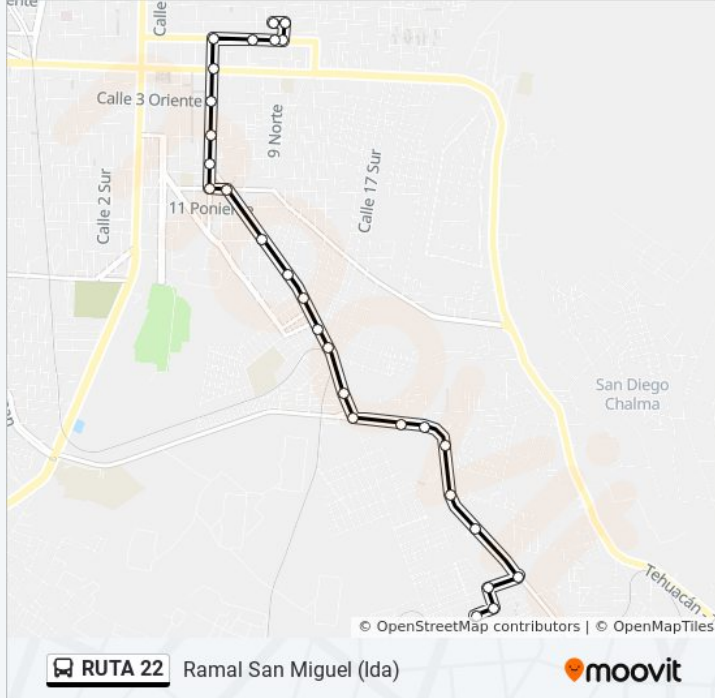 Calle
Calle 3 Oriente
9 Norte
Calle 17 Sur
Calle 2 Sur
11 Poniente
San Diego
Chalma
Tehuacán
© OpenStreetMap contributors | © OpenMapTiles
RUTA 22
Ramal San Miguel (Ida)
moovit